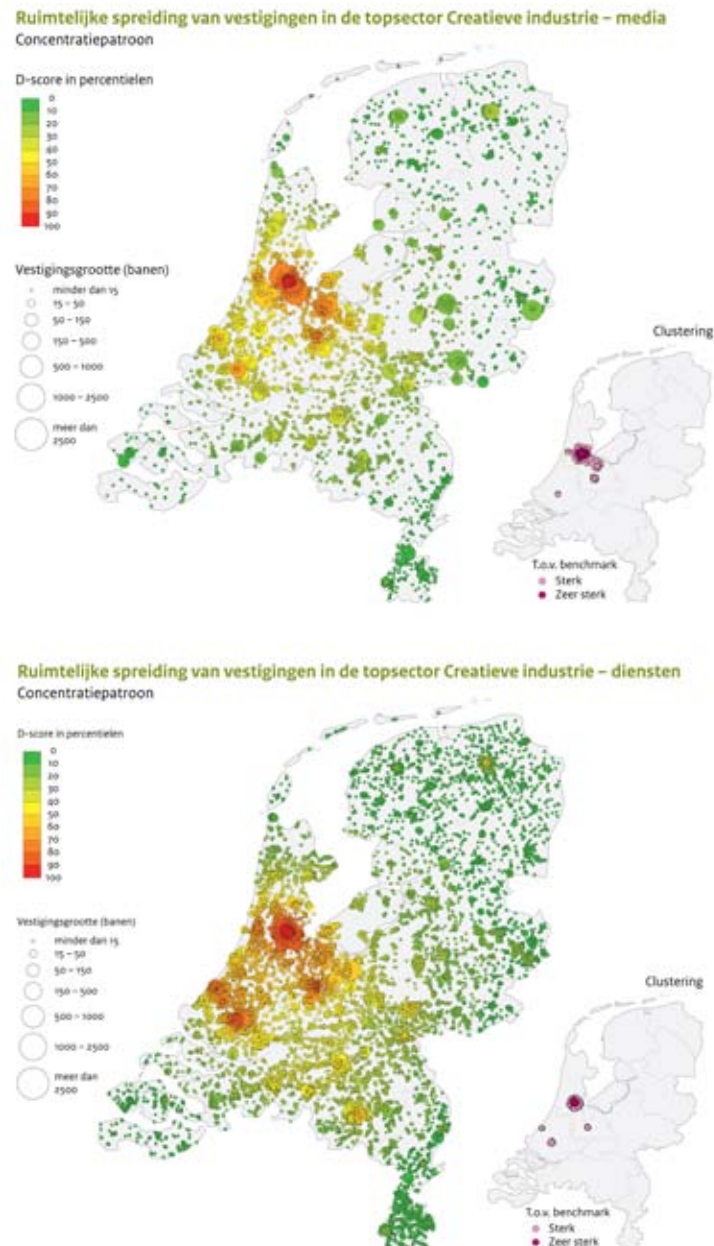 Ruimtelijke spreiding van vestigingen in de topsector Creatieve industrie – media
Concentratiepatroon
D-score in percentielen
0
10
20
30
40
50
60
70
80
90
100
Vestigingsgrootte (banen)
minder dan 15
15 – 50
50 – 150
150 – 500
500 – 1000
1000 – 2500
meer dan
2500
Clustering
T.o.v. benchmark
Sterk
Zeer sterk
Ruimtelijke spreiding van vestigingen in de topsector Creatieve industrie – diensten
Concentratiepatroon
D-score in percentielen
0
10
20
30
40
50
60
70
80
90
100
Vestigingsgrootte (banen)
minder dan 15
15 – 50
50 – 150
150 – 500
500 – 1000
1000 – 2500
meer dan
2500
Clustering
T.o.v. benchmark
Sterk
Zeer sterk